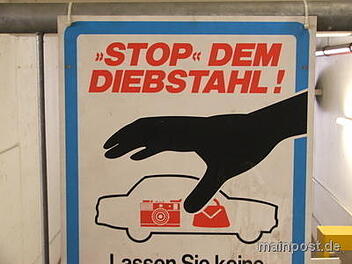 »STOP« DEM
DIEBSTAHL!
Lassen Sie keine
mainpost.de